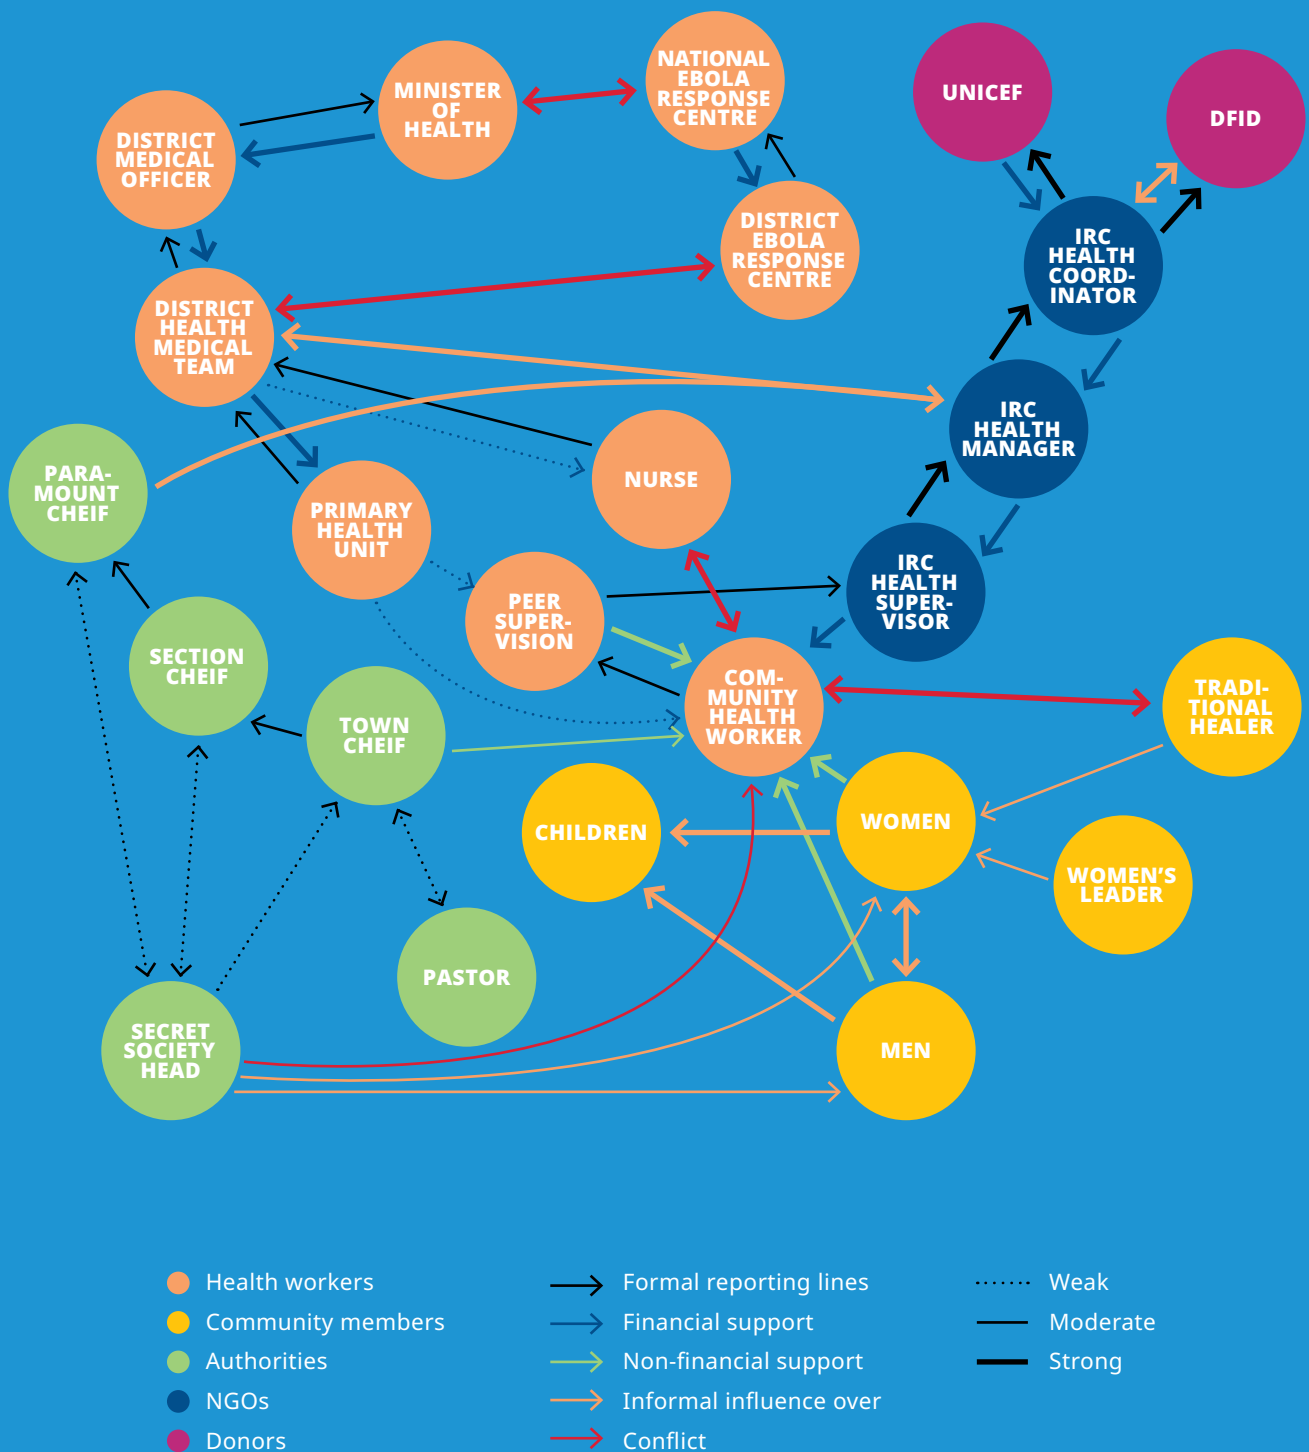 NATIONAL
EBOLA
RESPONSE
CENTRE
MINISTER
OF
HEALTH
UNICEF
DFID
DISTRICT
MEDICAL
OFFICER
DISTRICT
EBOLA
RESPONSE
CENTRE
IRC
HEALTH
COORD-
INATOR
DISTRICT
HEALTH
MEDICAL
TEAM
IRC
HEALTH
MANAGER
PARA-
MOUNT
CHEIF
NURSE
PRIMARY
HEALTH
UNIT
IRC
HEALTH
SUPER-
VISOR
PEER
SUPER-
VISION
SECTION
CHEIF
COM-
MUNITY
HEALTH
WORKER
TRADI-
TIONAL
HEALER
TOWN
CHEIF
CHILDREN
WOMEN
WOMEN'S
LEADER
PASTOR
SECRET
SOCIETY
HEAD
MEN
Health workers
Community members
Authorities
NGOs
Donors
Formal reporting lines
Financial support
Non-financial support
Informal influence over
Conflict
Weak
Moderate
Strong